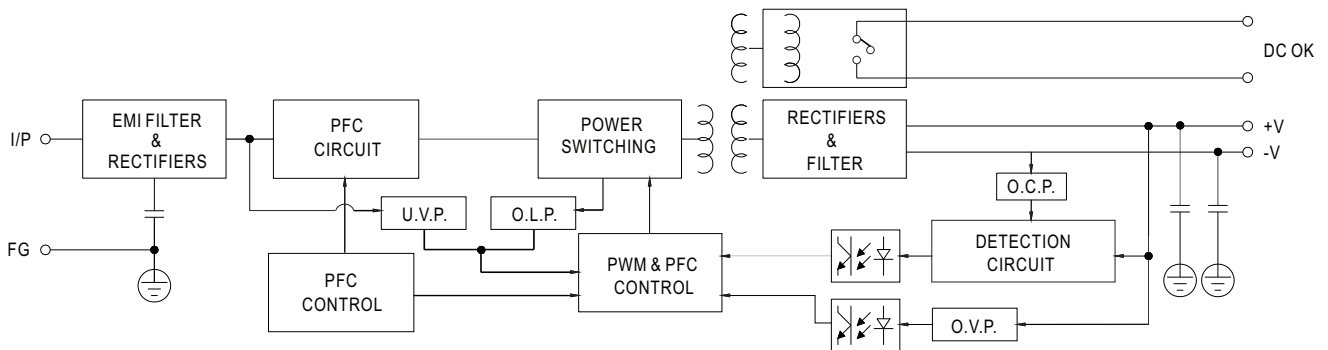 DC OK
I/P
EMI FILTER
&
RECTIFIERS
PFC
CIRCUIT
POWER
SWITCHING
RECTIFIERS
&
FILTER
+V
-V
U.V.P.
O.L.P.
O.C.P.
FG
PFC
CONTROL
PWM & PFC
CONTROL
DETECTION
CIRCUIT
O.V.P.